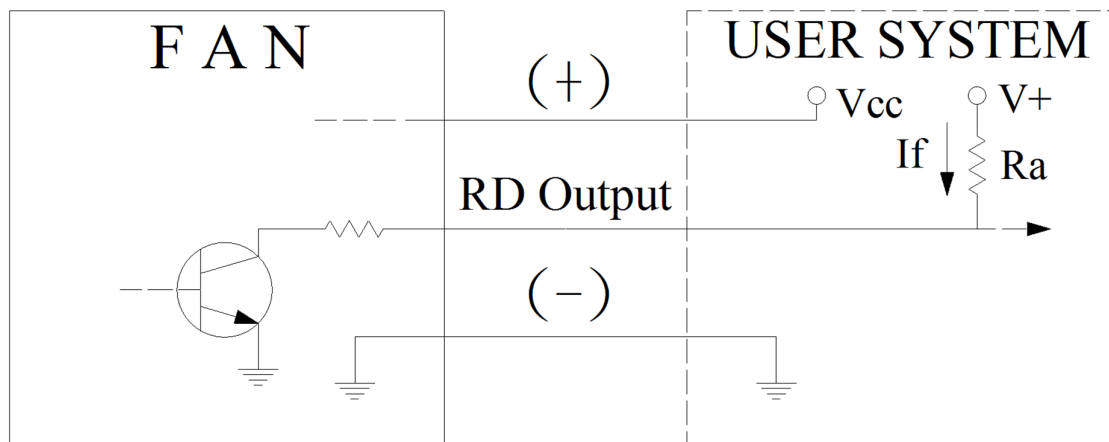 F A N
USER SYSTEM
(+)
Vcc
V+
If
Ra
RD Output
(-)